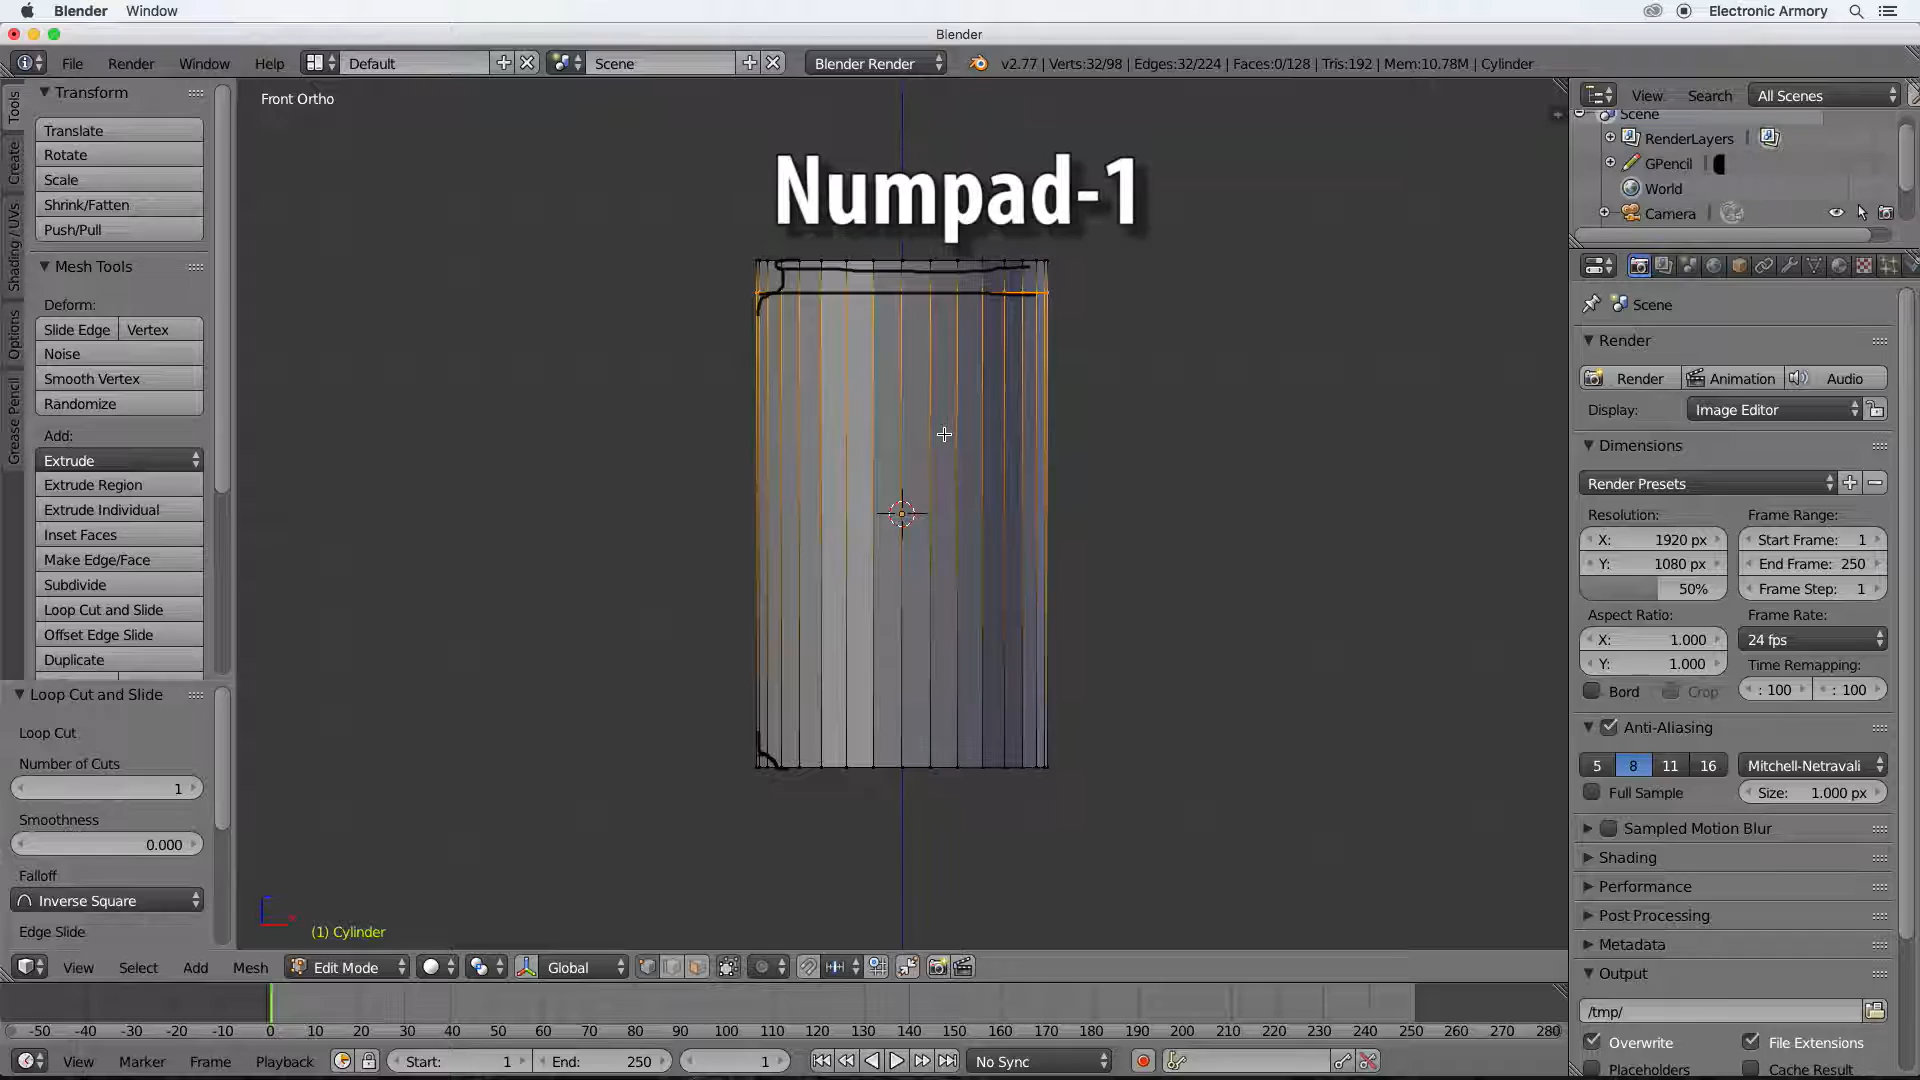 Blender Window Electronic Armory
Blender
File Render Window Help Default Scene Blender Render v2.77 | Verts:32/98 | Edges:32/224 | Faces:0/128 | Tris:192 | Mem:10.78M | Cylinder
Tools
Create
Shading / UVs
Options
Grease Pencil
Transform
Translate
Rotate
Scale
Shrink/Fatten
Push/Pull
Mesh Tools
Deform:
Slide Edge Vertex
Noise
Smooth Vertex
Randomize
Add:
Extrude
Extrude Region
Extrude Individual
Inset Faces
Make Edge/Face
Subdivide
Loop Cut and Slide
Offset Edge Slide
Duplicate
Loop Cut and Slide
Loop Cut
Number of Cuts
1
Smoothness
0.000
Falloff
Inverse Square
Edge Slide
Front Ortho
Numpad-1
(1) Cylinder
View Search All Scenes
Scene
RenderLayers
GPencil
World
Camera
Scene
Render
Render Animation Audio
Display: Image Editor
Dimensions
Render Presets
Resolution: Frame Range:
X: 1920 px Start Frame: 1
Y: 1080 px End Frame: 250
50% Frame Step: 1
Aspect Ratio: Frame Rate:
X: 1.000 24 fps
Y: 1.000 Time Remapping:
Bord Crop : 100 : 100
Anti-Aliasing
5 8 11 16 Mitchell-Netravali
Full Sample Size: 1.000 px
Sampled Motion Blur
Shading
Performance
Post Processing
Metadata
Output
/tmp/
Overwrite File Extensions
Placeholders Cache Result
View Select Add Mesh Edit Mode Global
-50 -40 -30 -20 -10 0 10 20 30 40 50 60 70 80 90 100 110 120 130 140 150 160 170 180 190 200 210 220 230 240 250 260 270 280
View Marker Frame Playback Start: 1 End: 250 1 No Sync